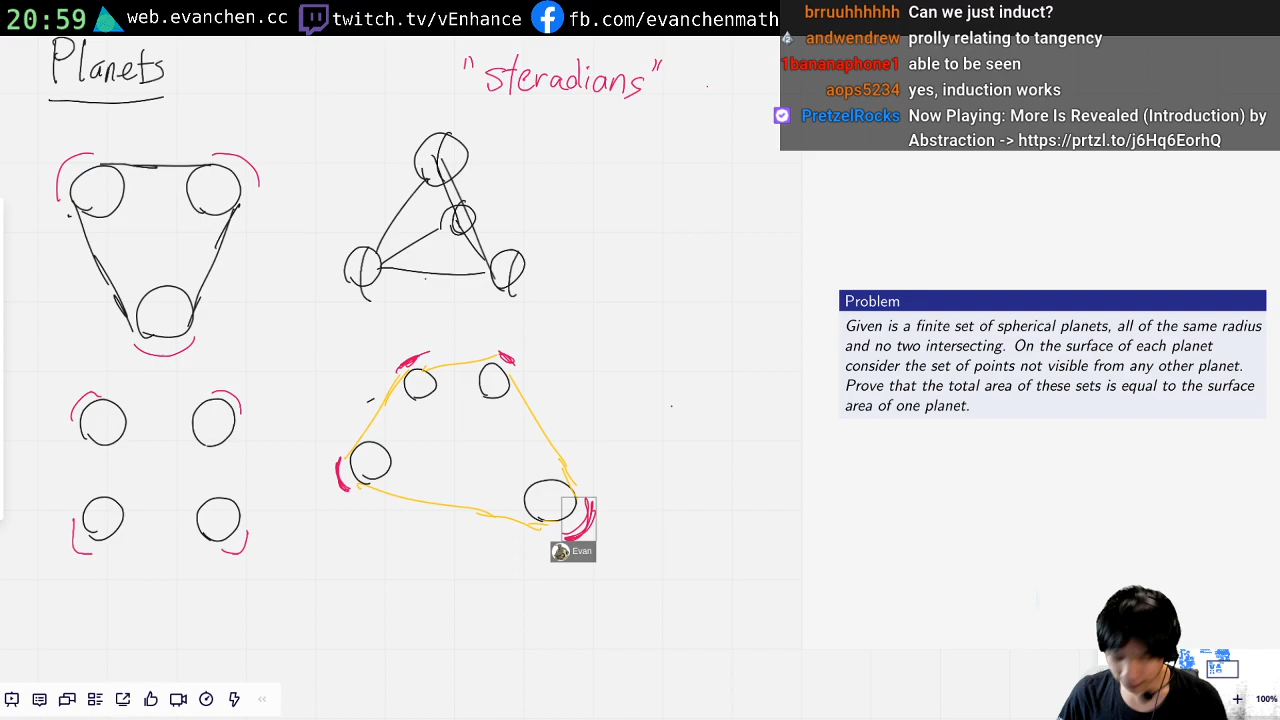 20:59 web.evanchen.cc twitch.tv/vEnhance fb.com/evanchenmath
brruuhhhhhh Can we just induct?
andwendrew prolly relating to tangency
1bananaphone1 able to be seen
aops5234 yes, induction works
PretzelRocks Now Playing: More Is Revealed (Introduction) by
Abstraction -> https://prtzl.to/j6Hq6EorhQ
Planets
"steradians"
Problem
Given is a finite set of spherical planets, all of the same radius
and no two intersecting. On the surface of each planet
consider the set of points not visible from any other planet.
Prove that the total area of these sets is equal to the surface
area of one planet.
Evan
100%